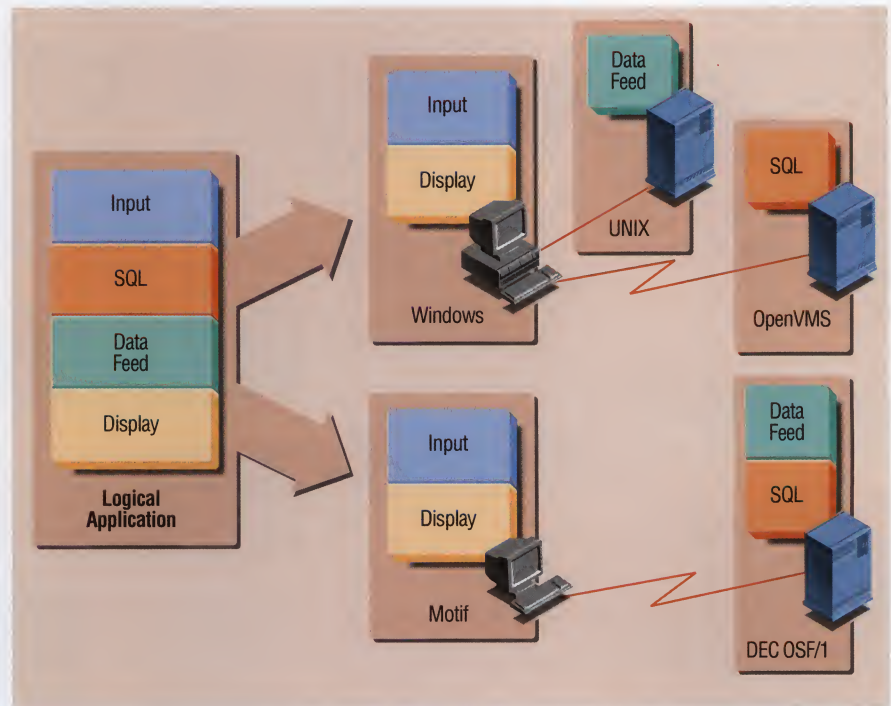 Input
SQL
Data
Feed
Display
Logical
Application
Input
Display
Windows
Data
Feed
UNIX
SQL
OpenVMS
Input
Display
Motif
Data
Feed
SQL
DEC OSF/1